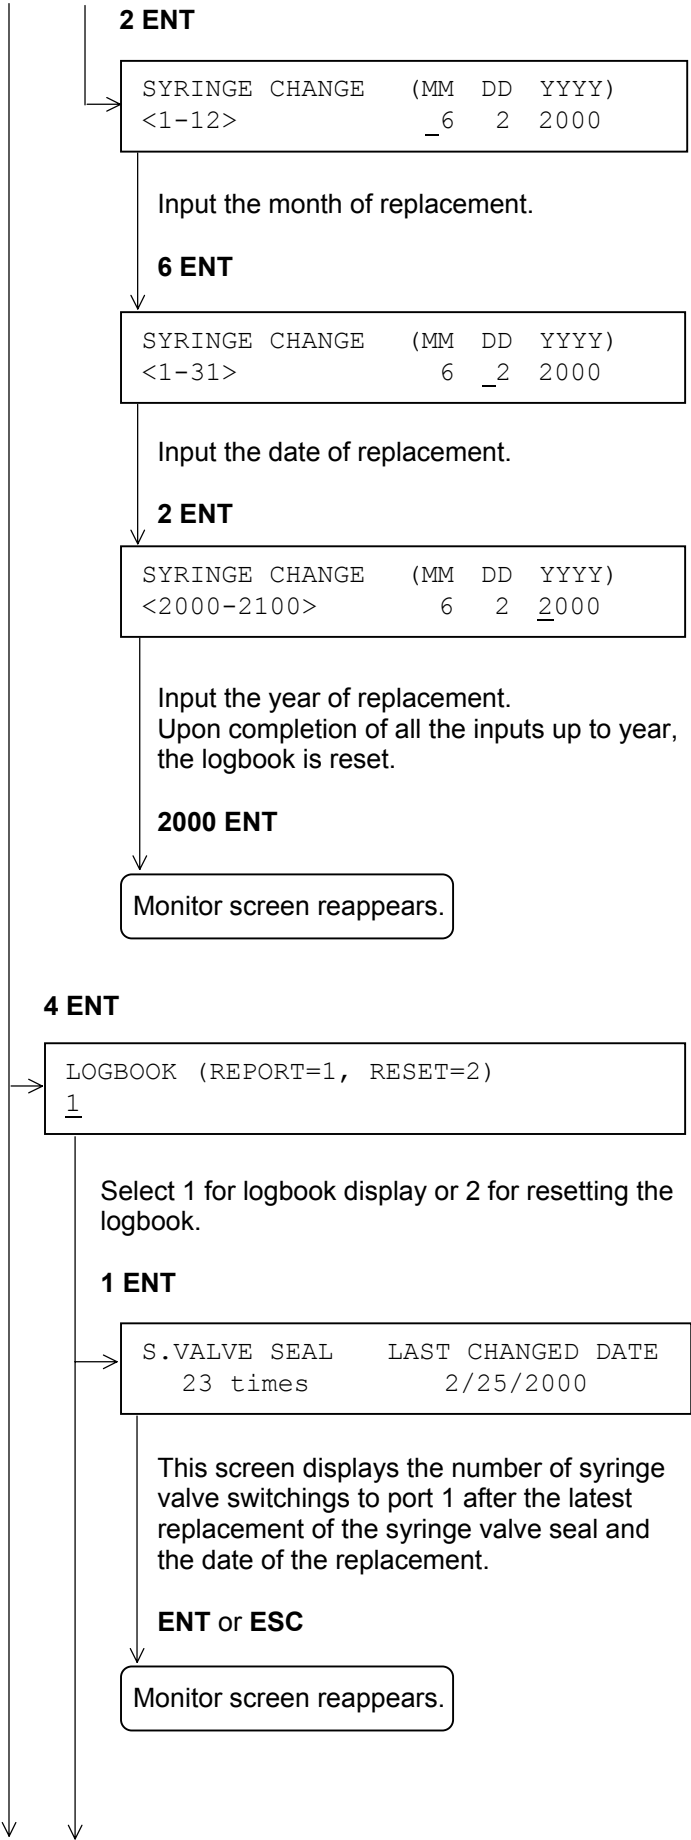 2 ENT
SYRINGE CHANGE (MM DD YYYY)
<1-12> 6 2 2000
Input the month of replacement.
6 ENT
SYRINGE CHANGE (MM DD YYYY)
<1-31> 6 2 2000
Input the date of replacement.
2 ENT
SYRINGE CHANGE (MM DD YYYY)
<2000-2100> 6 2 2000
Input the year of replacement.
Upon completion of all the inputs up to year,
the logbook is reset.
2000 ENT
Monitor screen reappears.
4 ENT
LOGBOOK (REPORT=1, RESET=2)
1
Select 1 for logbook display or 2 for resetting the
logbook.
1 ENT
S.VALVE SEAL LAST CHANGED DATE
23 times 2/25/2000
This screen displays the number of syringe
valve switchings to port 1 after the latest
replacement of the syringe valve seal and
the date of the replacement.
ENT or ESC
Monitor screen reappears.